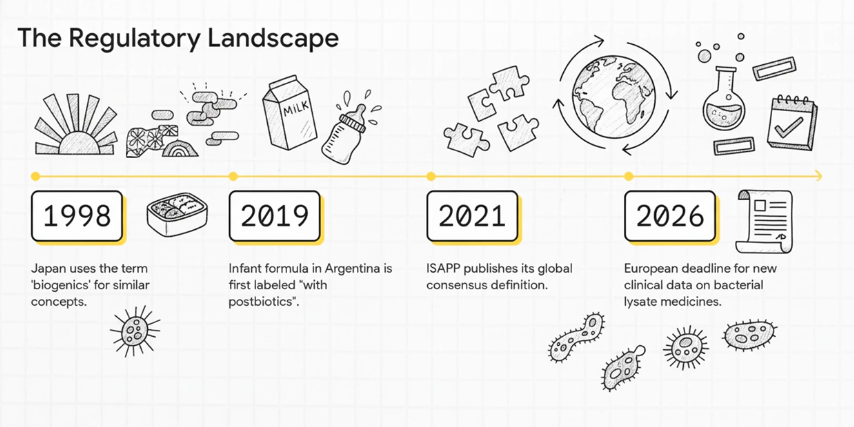 The Regulatory Landscape
MILK
1998
2019
2021
2026
Japan uses the term
'biogenics' for similar
concepts.
Infant formula in Argentina is
first labeled "with
postbiotics".
ISAPP publishes its global
consensus definition.
European deadline for new
clinical data on bacterial
lysate medicines.